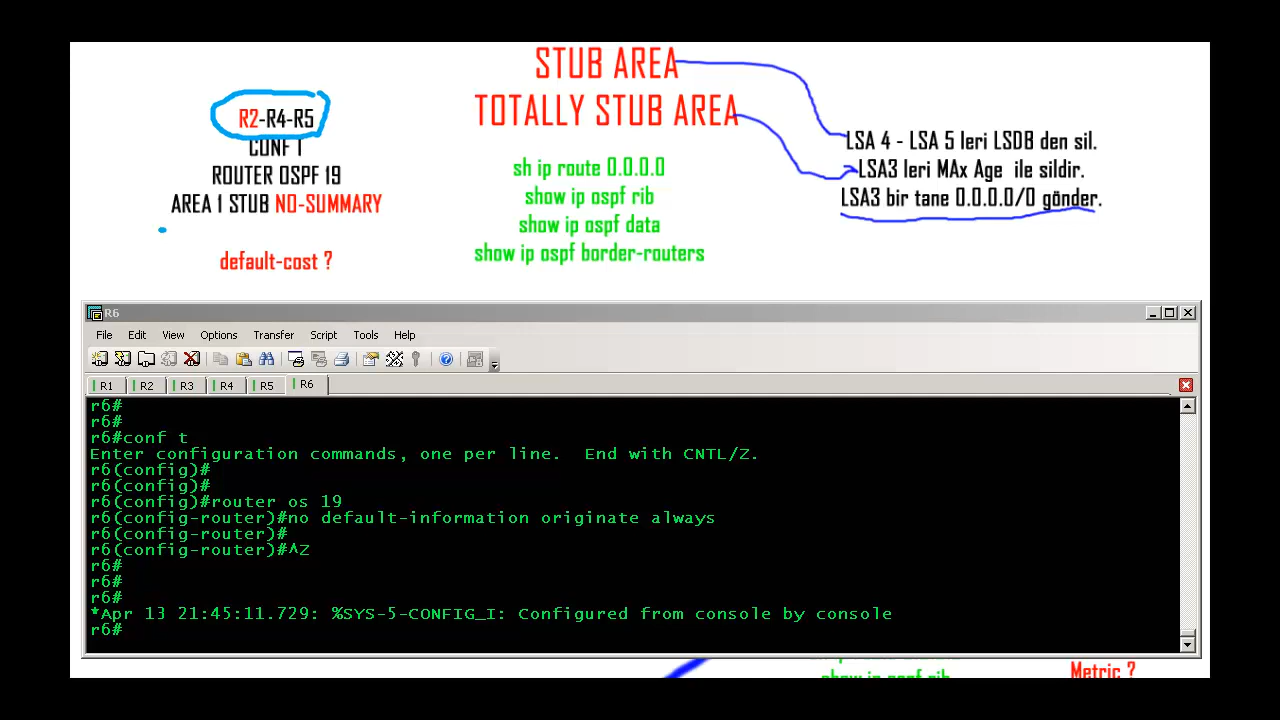 STUB AREA
TOTALLY STUB AREA
R2-R4-R5
CONF T
ROUTER OSPF 19
AREA 1 STUB NO-SUMMARY
default-cost ?
sh ip route 0.0.0.0
show ip ospf rib
show ip ospf data
show ip ospf border-routers
LSA 4 - LSA 5 leri LSDB den sil.
LSA3 leri MAx Age ile sildir.
LSA3 bir tane 0.0.0.0/0 gönder.
R6
File Edit View Options Transfer Script Tools Help
R1 R2 R3 R4 R5 R6
r6#
r6#
r6#conf t
Enter configuration commands, one per line. End with CNTL/Z.
r6(config)#
r6(config)#
r6(config)#router os 19
r6(config-router)#no default-information originate always
r6(config-router)#
r6(config-router)#^Z
r6#
r6#
r6#
*Apr 13 21:45:11.729: %SYS-5-CONFIG_I: Configured from console by console
r6#
show ip ospf rib
Metric ?